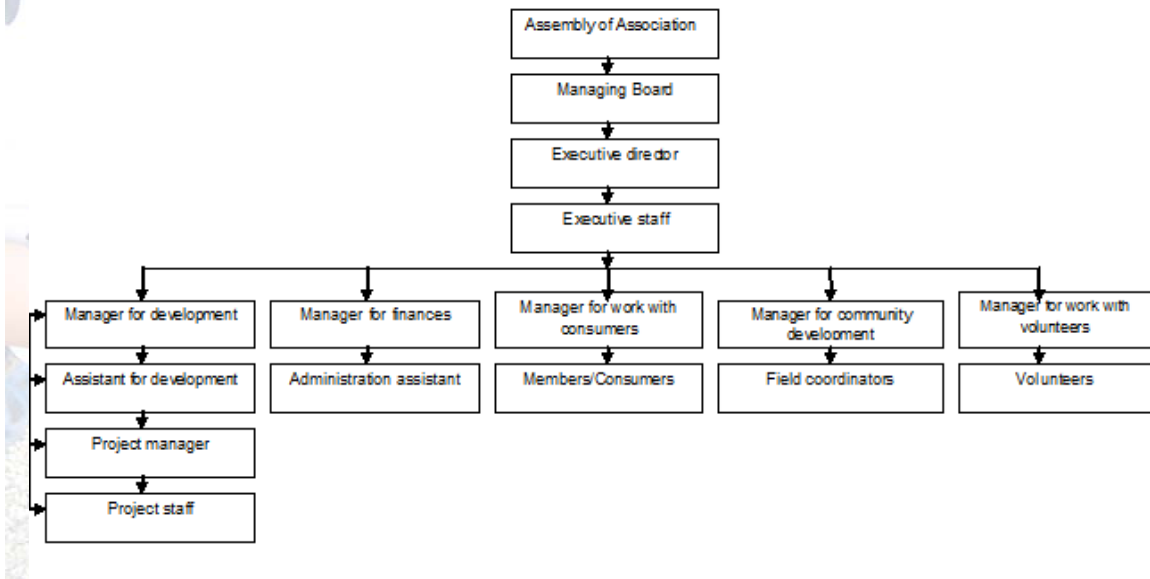 Assembly of Association
Managing Board
Executive director
Executive staff
Manager for development
Manager for finances
Manager for work with
consumers
Manager for community
development
Manager for work with
volunteers
Assistant for development
Administration assistant
Members/Consumers
Field coordinators
Volunteers
Project manager
Project staff